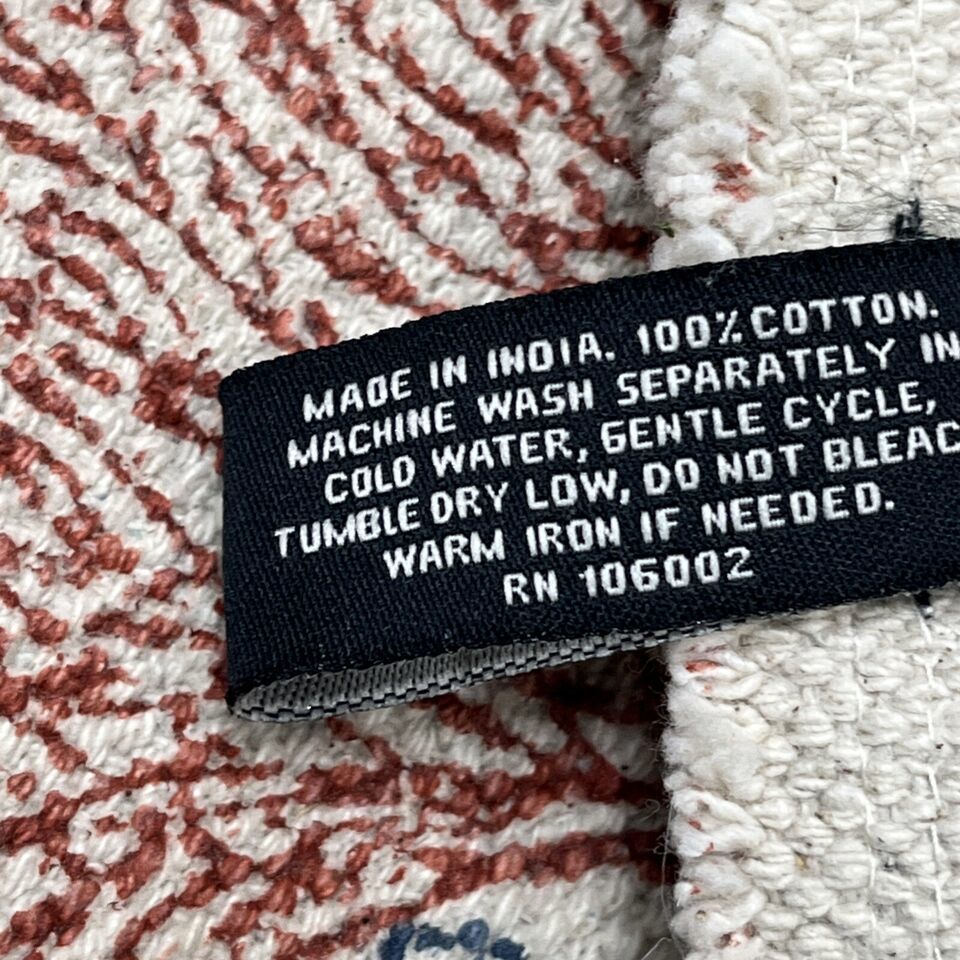 MADE IN INDIA. 100% COTTON.
MACHINE WASH SEPARATELY IN
COLD WATER, GENTLE CYCLE,
TUMBLE DRY LOW, DO NOT BLEAC
WARM IRON IF NEEDED.
RN 106002